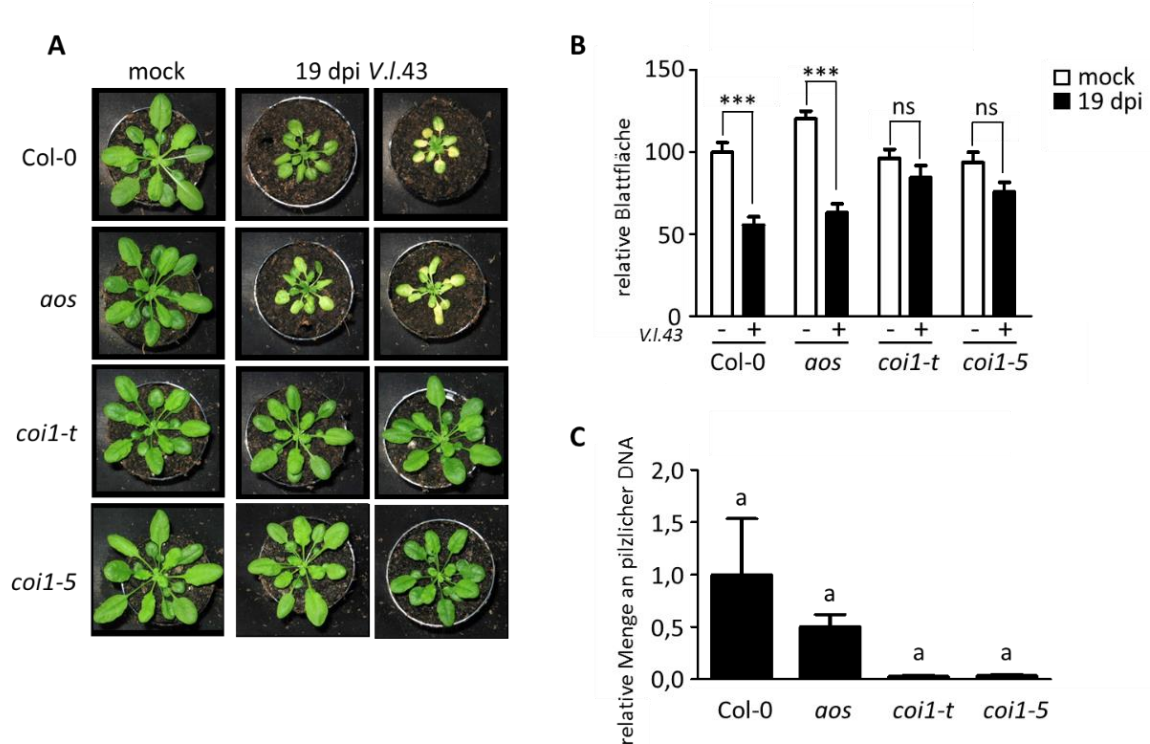 A
mock
19 dpi V.l.43
Col-0
aos
coi1-t
coi1-5
B
relative Blattfläche
150
100
50
0
***
***
ns
ns
mock
19 dpi
V.l.43
- + - + - + - +
Col-0 aos coi1-t coi1-5
C
relative Menge an pilzlicher DNA
2,0
1,5
1,0
0,5
0,0
a
a
a
a
Col-0 aos coi1-t coi1-5